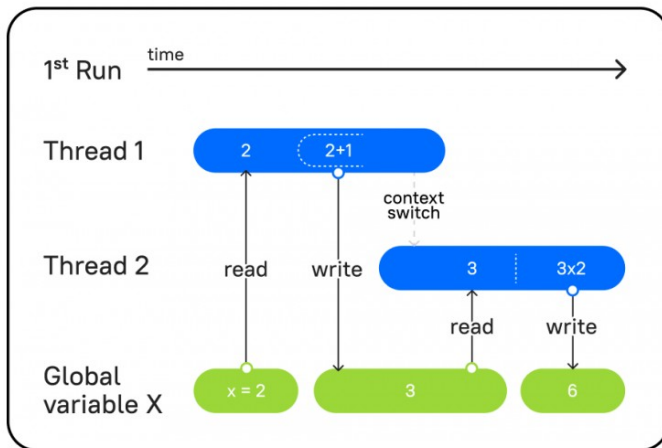 time
1st Run
Thread 1
2
2+1
context
switch
Thread 2
3
3x2
read
write
read
write
Global
variable X
x = 2
3
6